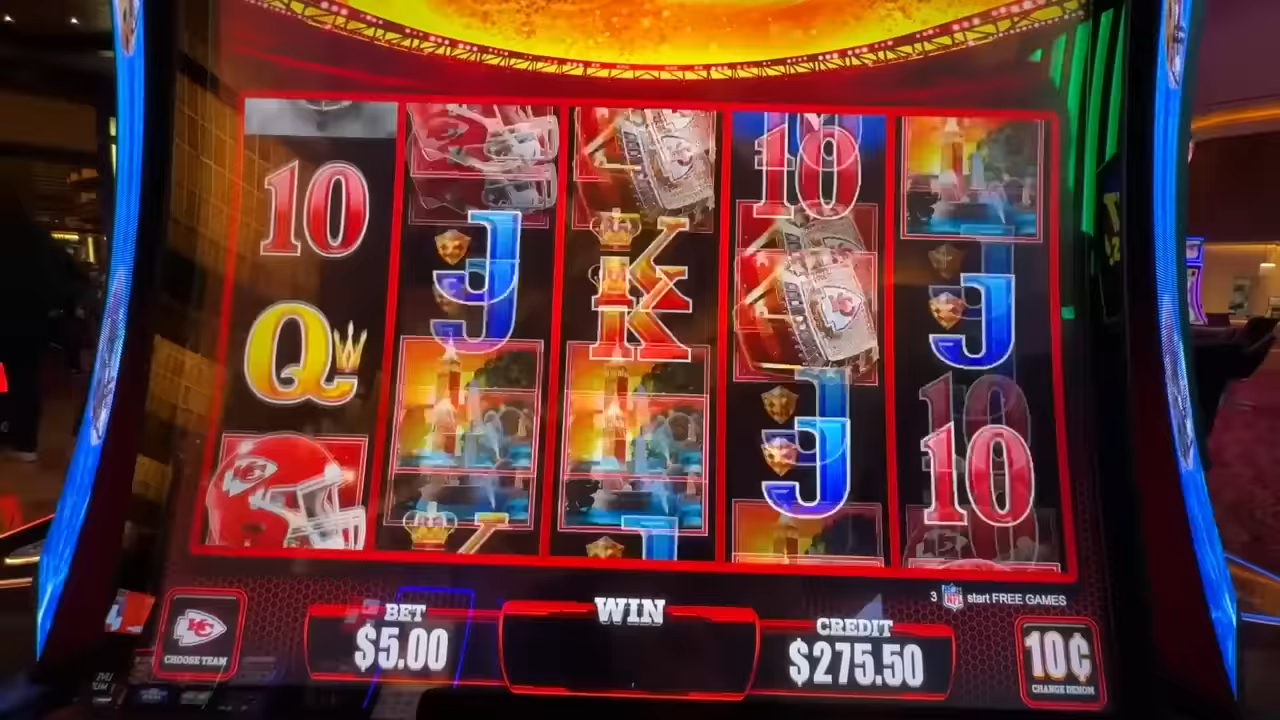 10
10
J
K
J
Q
J
10
K
J
3 NFL start FREE GAMES
CHOOSE TEAM
BET
$5.00
WIN
CREDIT
$275.50
10¢
CHANGE DENOM